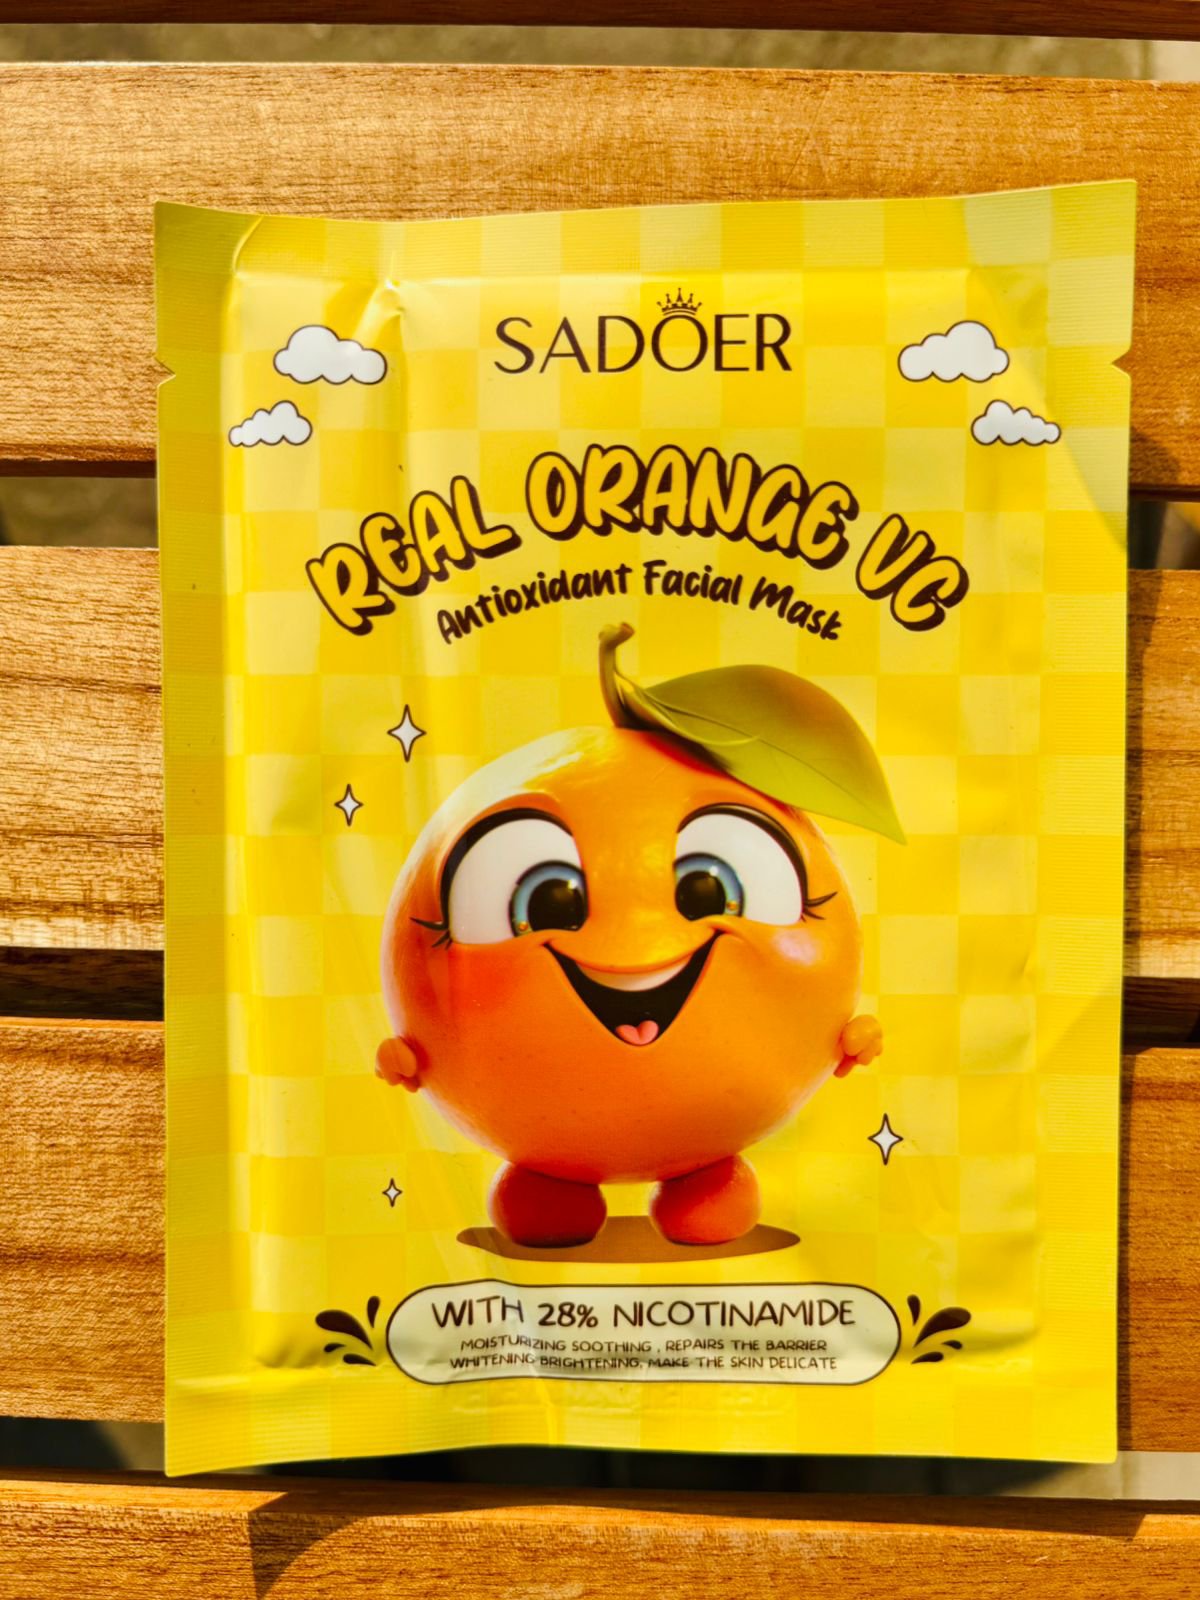 SADOER
REAL ORANGE VC
Antioxidant Facial Mask
WITH 28% NICOTINAMIDE
MOISTURIZING SOOTHING , REPAIRS THE BARRIER
WHITENING BRIGHTENING, MAKE THE SKIN DELICATE